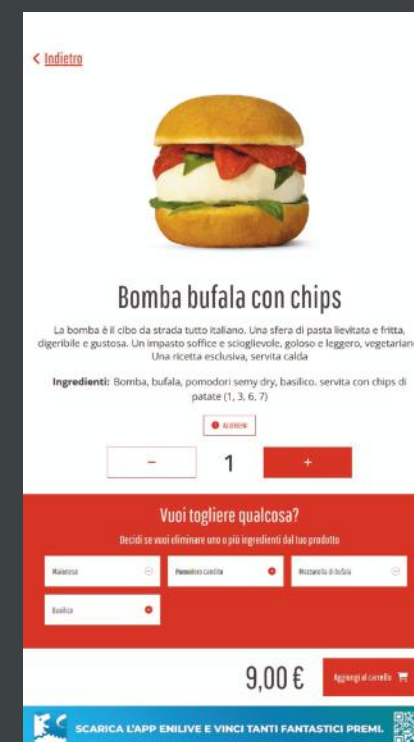 < Indietro
Bomba bufala con chips
La bomba è il cibo da strada tutto italiano. Una sfera di pasta lievitata e fritta,
digeribile e gustosa. Un impasto soffice e scioglievole, goloso e leggero, vegetarian
Una ricetta esclusiva, servita calda
Ingredienti: Bomba, bufala, pomodori semy dry, basilico. servita con chips di
patate (1, 3, 6, 7)
ALLERGENI
− 1 +
Vuoi togliere qualcosa?
Decidi se vuoi eliminare uno o più ingredienti dal tuo prodotto
Maionese Pomodoro candito Mozzarella di bufala
Basilico
9,00 € Aggiungi al carrello
SCARICA L'APP ENILIVE E VINCI TANTI FANTASTICI PREMI.